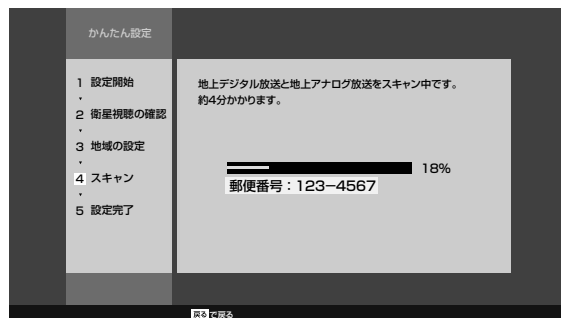 かんたん設定
1 設定開始
・
2 衛星視聴の確認
・
3 地域の設定
・
4 スキャン
・
5 設定完了
地上デジタル放送と地上アナログ放送をスキャン中です。
約4分かかります。
18%
郵便番号：123−4567
戻る で戻る